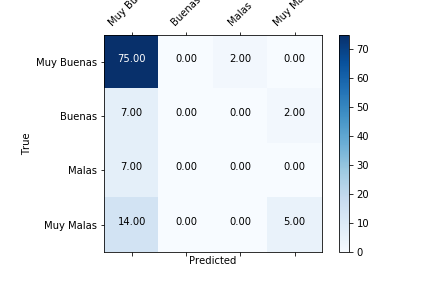 Muy Bu
Buenas
Malas
Muy Ma
Muy Buenas 75.00 0.00 2.00 0.00
Buenas 7.00 0.00 0.00 2.00
Malas 7.00 0.00 0.00 0.00
Muy Malas 14.00 0.00 0.00 5.00
True
Predicted
70
60
50
40
30
20
10
0